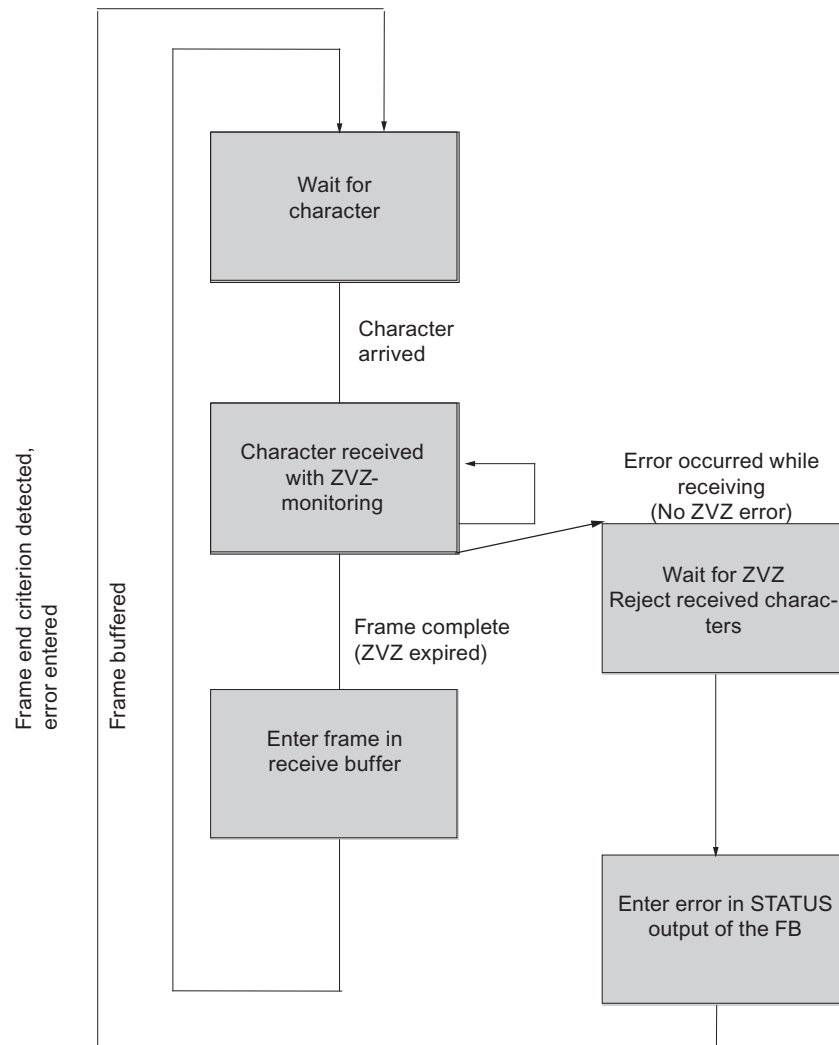 Wait for
character
Character
arrived
Character received
with ZVZ-
monitoring
Error occurred while
receiving
(No ZVZ error)
Wait for ZVZ
Reject received charac-
ters
Frame complete
(ZVZ expired)
Enter frame in
receive buffer
Enter error in STATUS
output of the FB
Frame end criterion detected,
error entered
Frame buffered